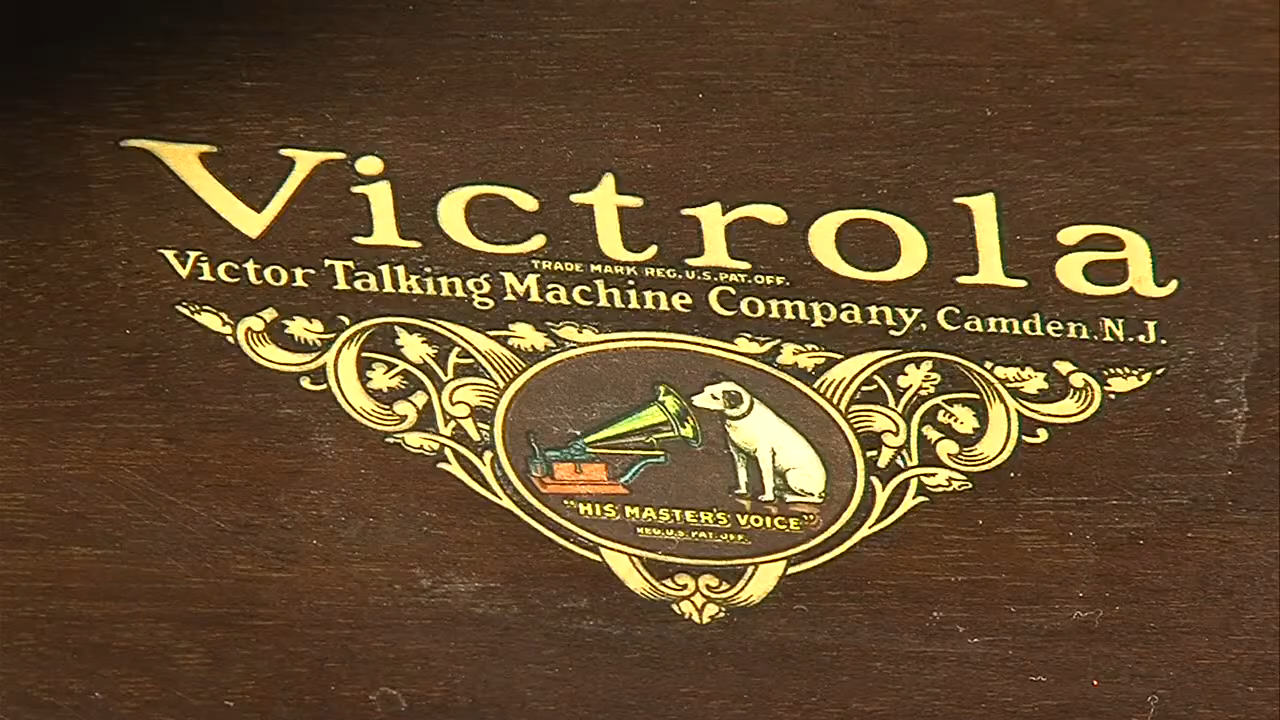 Victrola
TRADE MARK REG. U.S. PAT. OFF.
Victor Talking Machine Company, Camden, N.J.
"HIS MASTER'S VOICE"
REG. U.S. PAT. OFF.